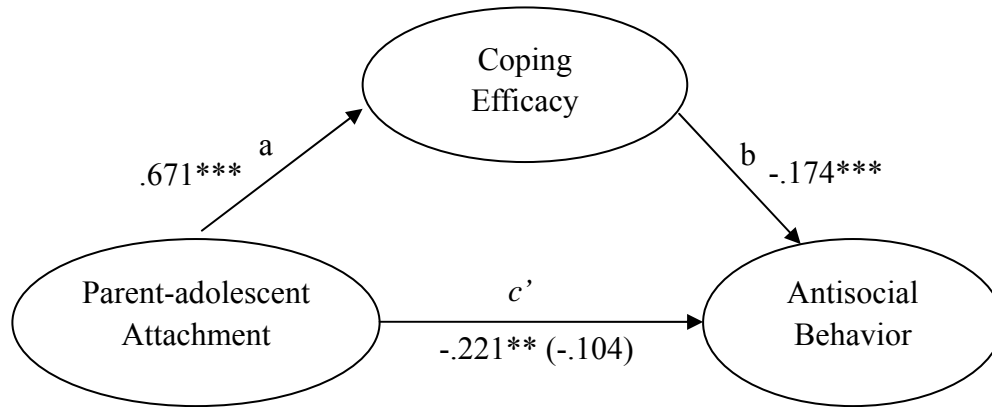 Coping
Efficacy
a
.671***
b
-.174***
Parent-adolescent
Attachment
c’
-.221** (-.104)
Antisocial
Behavior